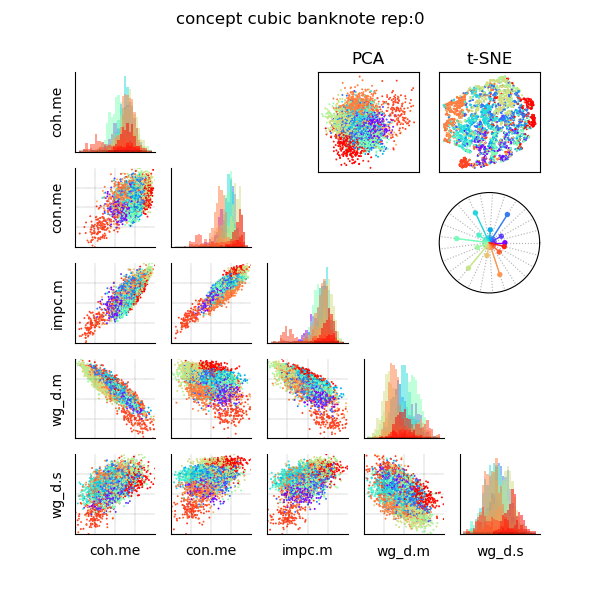 concept cubic banknote rep:0
PCA
t-SNE
coh.me
con.me
impc.m
wg_d.m
wg_d.s
coh.me
con.me
impc.m
wg_d.m
wg_d.s